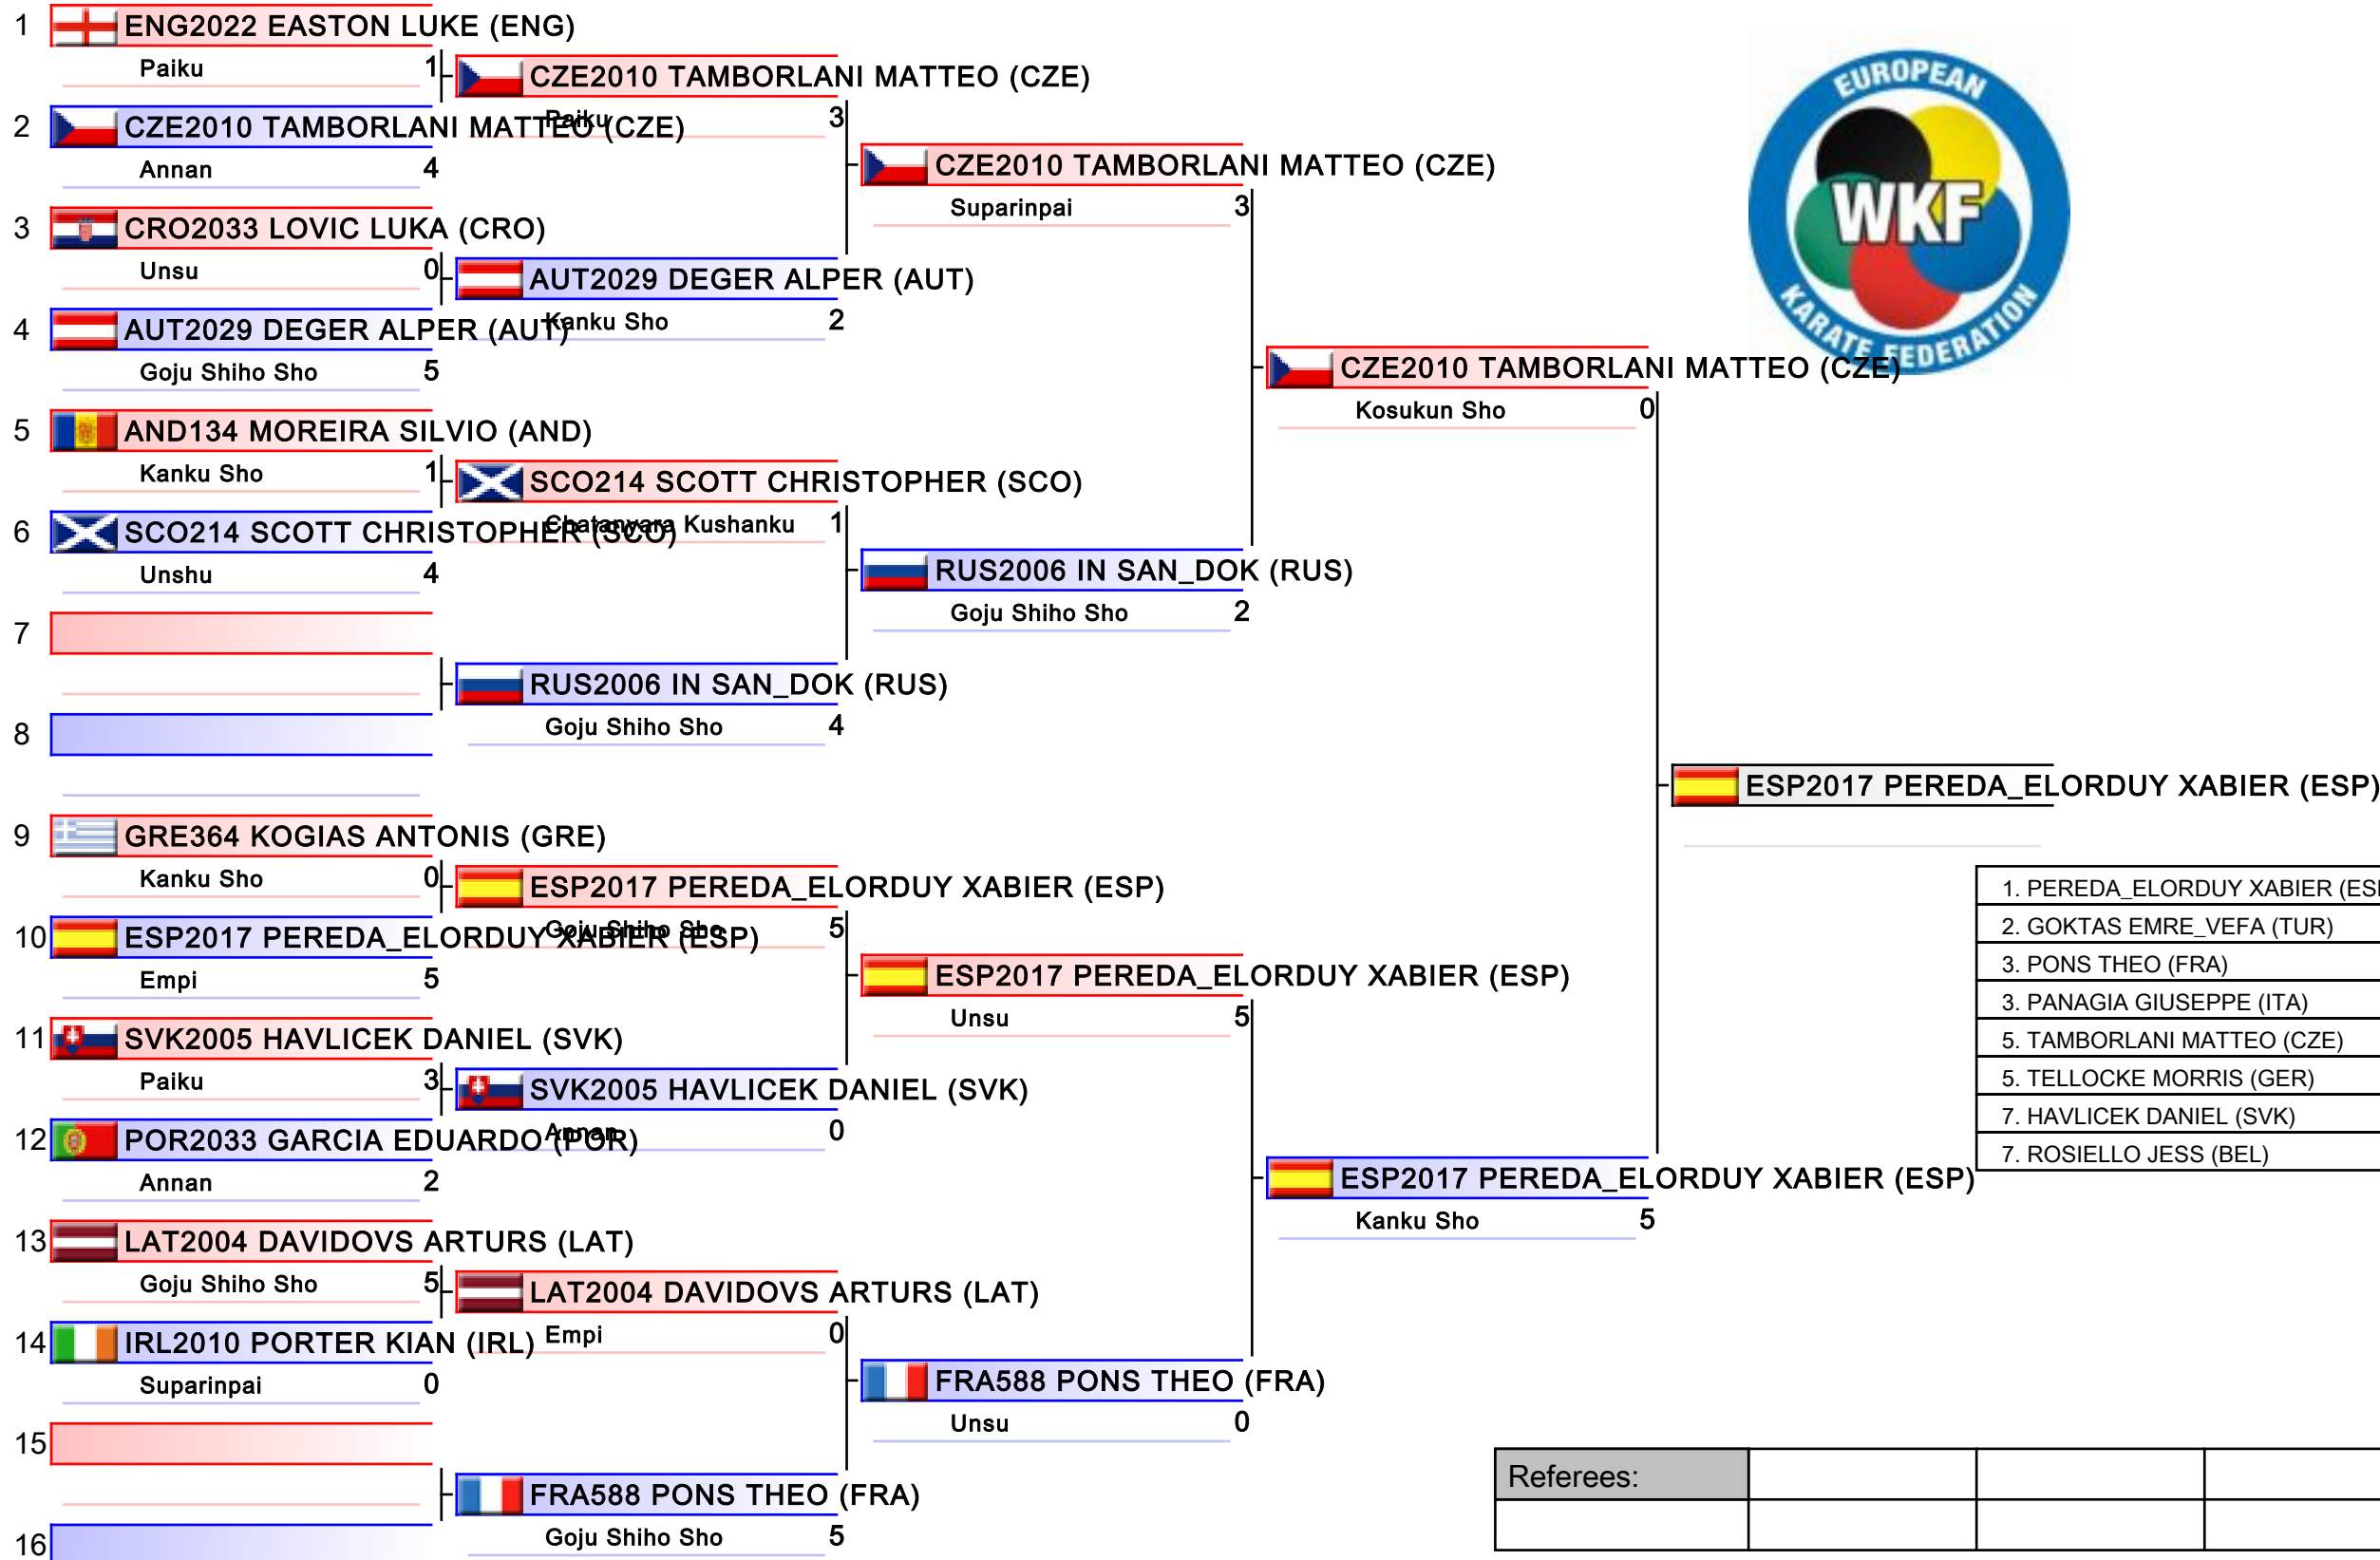 1 ENG2022 EASTON LUKE (ENG)
Paiku 1
2 CZE2010 TAMBORLANI MATTEO (CZE)
Annan 4
3 CRO2033 LOVIC LUKA (CRO)
Unsu 0
4 AUT2029 DEGER ALPER (AUT)
Goju Shiho Sho 5
5 AND134 MOREIRA SILVIO (AND)
Kanku Sho 1
6 SCO214 SCOTT CHRISTOPHER (SCO)
Unshu 4
7
8
9 GRE364 KOGIAS ANTONIS (GRE)
Kanku Sho 0
10 ESP2017 PEREDA_ELORDUY XABIER (ESP)
Empi 5
11 SVK2005 HAVLICEK DANIEL (SVK)
Paiku 3
12 POR2033 GARCIA EDUARDO (POR)
Annan 2
13 LAT2004 DAVIDOVS ARTURS (LAT)
Goju Shiho Sho 5
14 IRL2010 PORTER KIAN (IRL)
Suparinpai 0
15
16
CZE2010 TAMBORLANI MATTEO (CZE)
Paiku 3
AUT2029 DEGER ALPER (AUT)
Kanku Sho 2
SCO214 SCOTT CHRISTOPHER (SCO)
Chatanyara Kushanku 1
RUS2006 IN SAN_DOK (RUS)
Goju Shiho Sho 4
ESP2017 PEREDA_ELORDUY XABIER (ESP)
Goju Shiho Sho 5
SVK2005 HAVLICEK DANIEL (SVK)
Annan 0
LAT2004 DAVIDOVS ARTURS (LAT)
Empi 0
FRA588 PONS THEO (FRA)
Goju Shiho Sho 5
CZE2010 TAMBORLANI MATTEO (CZE)
Suparinpai 3
RUS2006 IN SAN_DOK (RUS)
Goju Shiho Sho 2
ESP2017 PEREDA_ELORDUY XABIER (ESP)
Unsu 5
FRA588 PONS THEO (FRA)
Unsu 0
CZE2010 TAMBORLANI MATTEO (CZE)
Kosukun Sho 0
ESP2017 PEREDA_ELORDUY XABIER (ESP)
Kanku Sho 5
ESP2017 PEREDA_ELORDUY XABIER (ESP)
EUROPEAN
WKF
KARATE FEDERATION
1. PEREDA_ELORDUY XABIER (ES
2. GOKTAS EMRE_VEFA (TUR)
3. PONS THEO (FRA)
3. PANAGIA GIUSEPPE (ITA)
5. TAMBORLANI MATTEO (CZE)
5. TELLOCKE MORRIS (GER)
7. HAVLICEK DANIEL (SVK)
7. ROSIELLO JESS (BEL)
Referees: